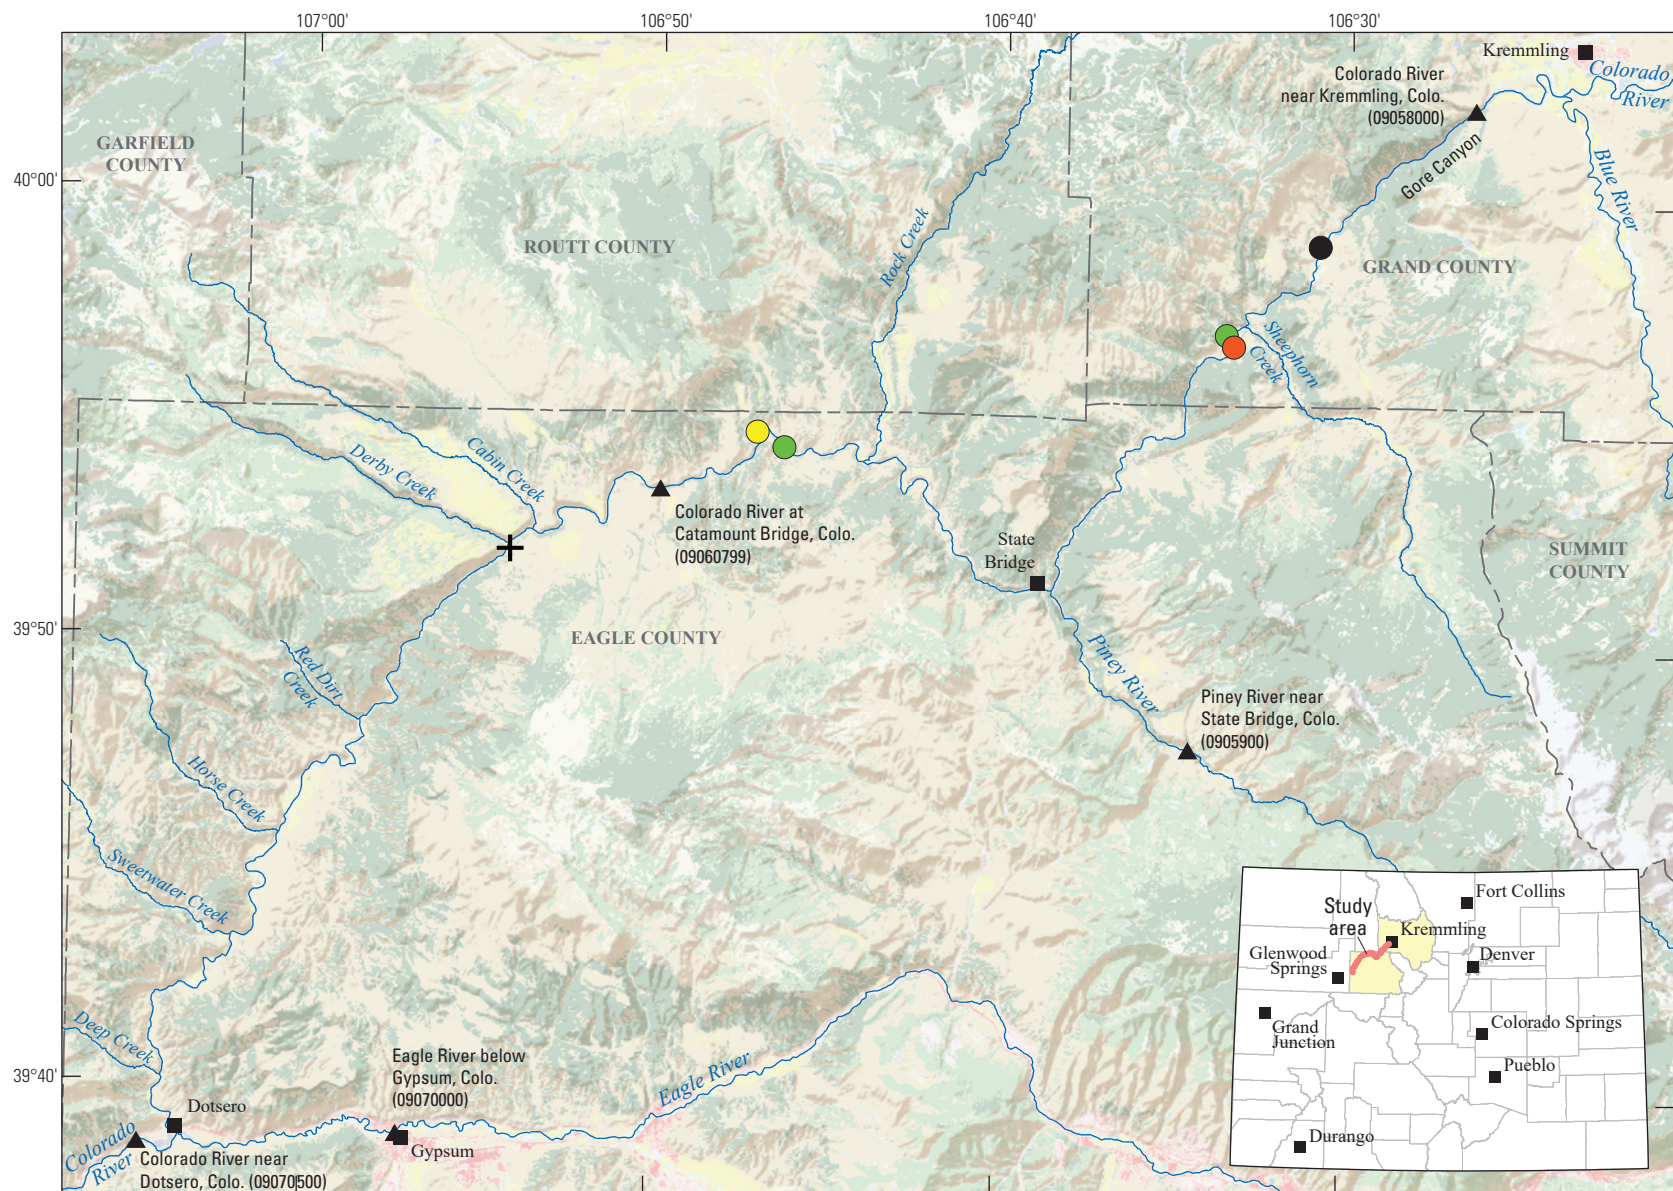 107°00'
106°50'
106°40'
106°30'
Kremmling
Colorado
River
Colorado River
near Kremmling, Colo.
(09058000)
GARFIELD
COUNTY
Gore Canyon
Blue River
40°00'
ROUTT COUNTY
Rock Creek
GRAND COUNTY
Sheephorn
Creek
Cabin Creek
Derby Creek
Colorado River at
Catamount Bridge, Colo.
(09060799)
State
Bridge
SUMMIT
COUNTY
39°50'
EAGLE COUNTY
Red Dirt
Creek
Piney River
Piney River near
State Bridge, Colo.
(0905900)
Horse Creek
Sweetwater Creek
Deep Creek
39°40'
Eagle River below
Gypsum, Colo.
(09070000)
Eagle River
Dotsero
Colorado
River
Gypsum
Colorado River near
Dotsero, Colo. (09070500)
Fort Collins
Study
area
Kremmling
Glenwood
Springs
Denver
Grand
Junction
Colorado Springs
Pueblo
Durango